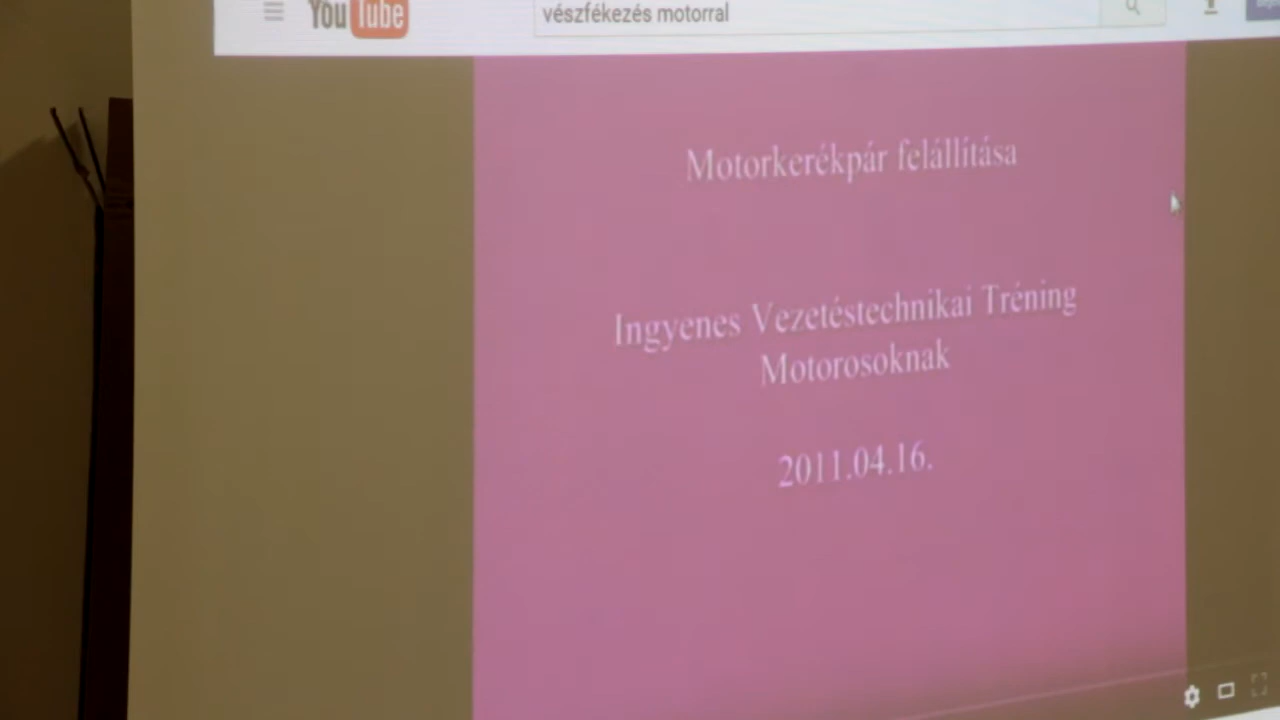 YouTube
vészfékezés motorral
Motorkerékpár felállítása
Ingyenes Vezetéstechnikai Tréning
Motorosoknak
2011.04.16.